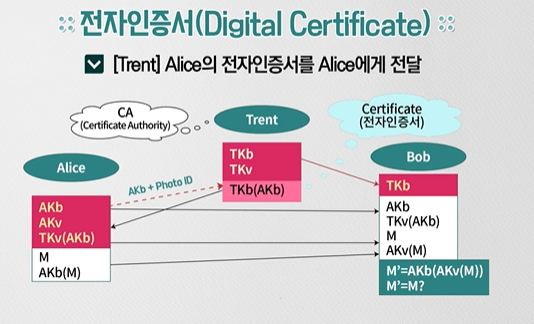 전자인증서(Digital Certificate)
[Trent] Alice의 전자인증서를 Alice에게 전달
CA
(Certificate Authority)
Trent
Certificate
(전자인증서)
Alice
Bob
TKb
TKv
TKb(AKb)
AKb + Photo ID
AKb
AKv
TKv(AKb)
M
AKb(M)
TKb
AKb
TKv(AKb)
M
AKv(M)
M'=AKb(AKv(M))
M'=M?